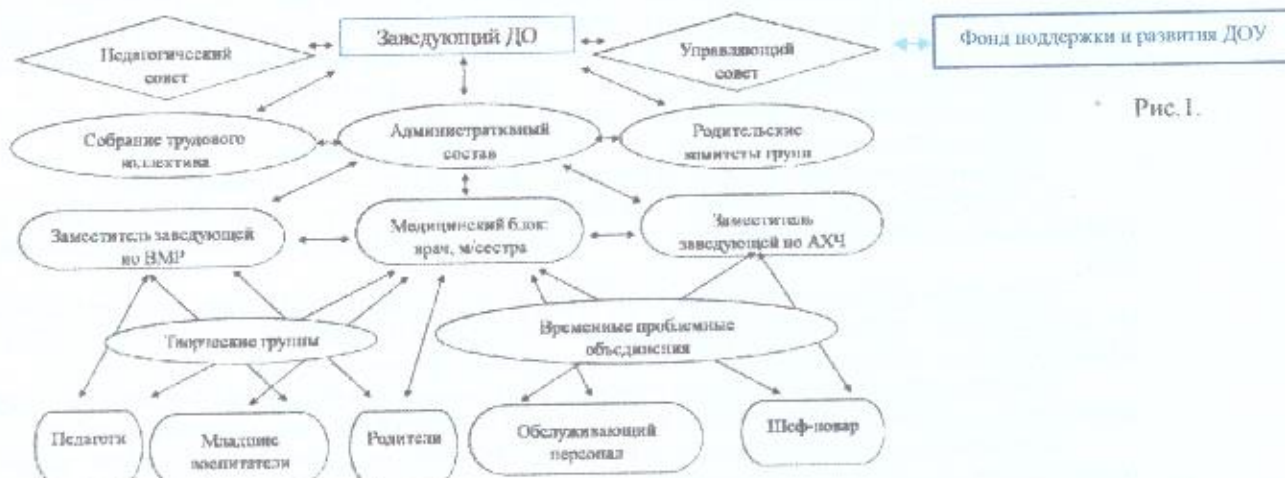 Педагогический
совет
Заведующий ДО
Управляющий
совет
Фонд поддержки и развития ДОУ
Рис.1.
Собрание трудового
коллектива
Административный
состав
Родительские
комитеты групп
Заместитель заведующей
по ВМР
Медицинский блок:
врач, м/сестра
Заместитель
заведующей по АХЧ
Творческие группы
Временные проблемные
объединения
Педагоги
Младшие
воспитатели
Родители
Обслуживающий
персонал
Шеф-повар